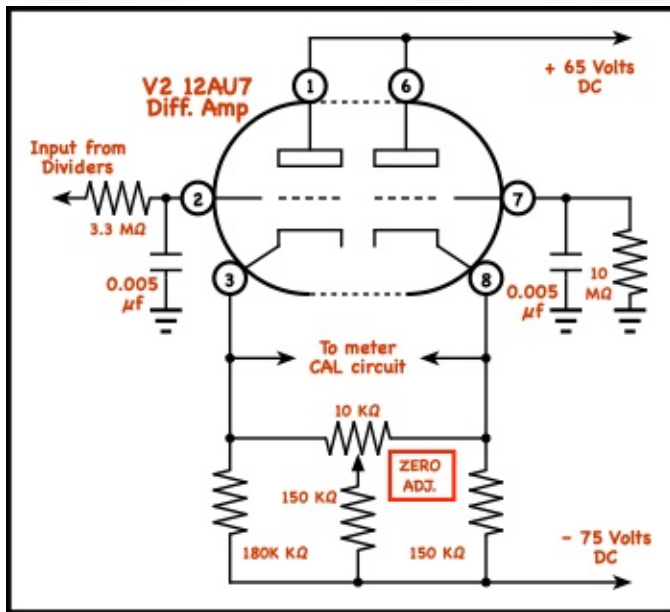 V2 12AU7
Diff. Amp
1
6
+ 65 Volts
DC
Input from
Dividers
2
7
3.3 MΩ
0.005
µf
3
8
0.005
µf
10
MΩ
To meter
CAL circuit
10 KΩ
ZERO
ADJ.
150 KΩ
180K KΩ
150 KΩ
- 75 Volts
DC